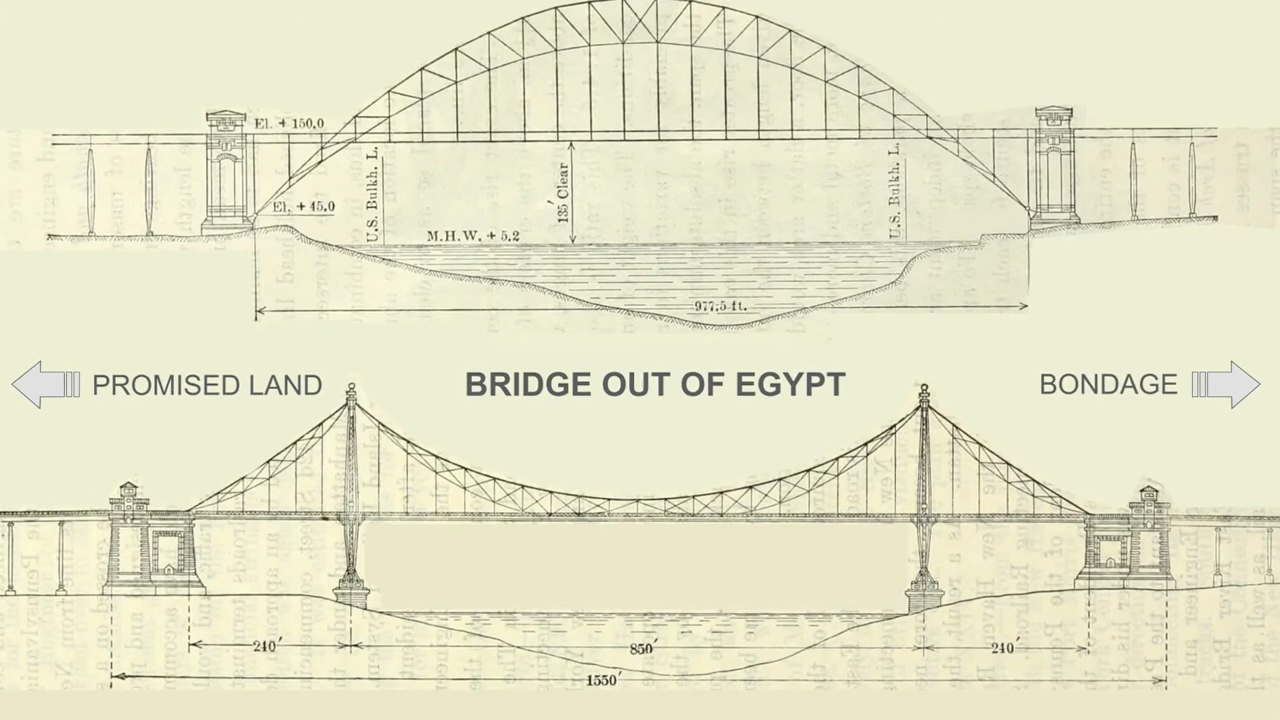 El. + 150.0
El. + 45.0
U.S. Bulkh. L.
135' Clear
U.S. Bulkh. L.
M.H.W. + 5.2
977.5 ft.
PROMISED LAND
BRIDGE OUT OF EGYPT
BONDAGE
240'
850'
240'
1550'